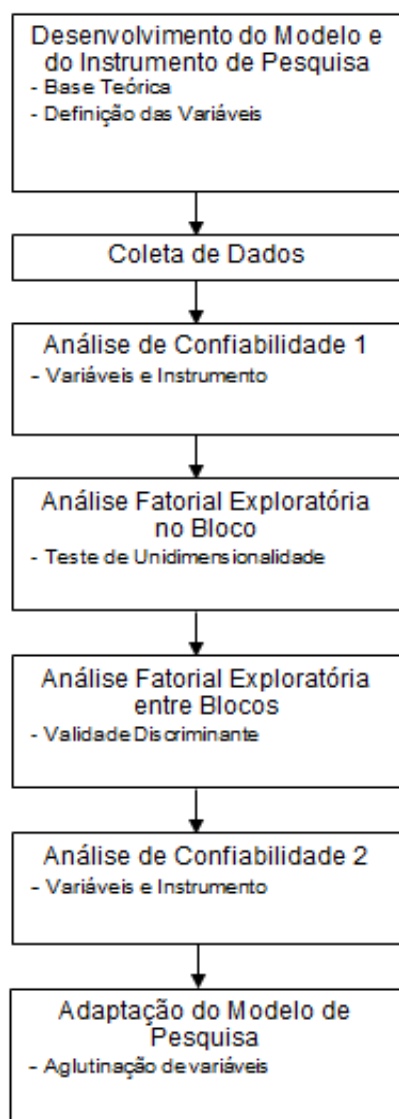 Desenvolvimento do Modelo e
do Instrumento de Pesquisa
- Base Teórica
- Definição das Variáveis
Coleta de Dados
Análise de Confiabilidade 1
- Variáveis e Instrumento
Análise Fatorial Exploratória
no Bloco
- Teste de Unidimensionalidade
Análise Fatorial Exploratória
entre Blocos
- Validade Discriminante
Análise de Confiabilidade 2
- Variáveis e Instrumento
Adaptação do Modelo de
Pesquisa
- Aglutinação de variáveis